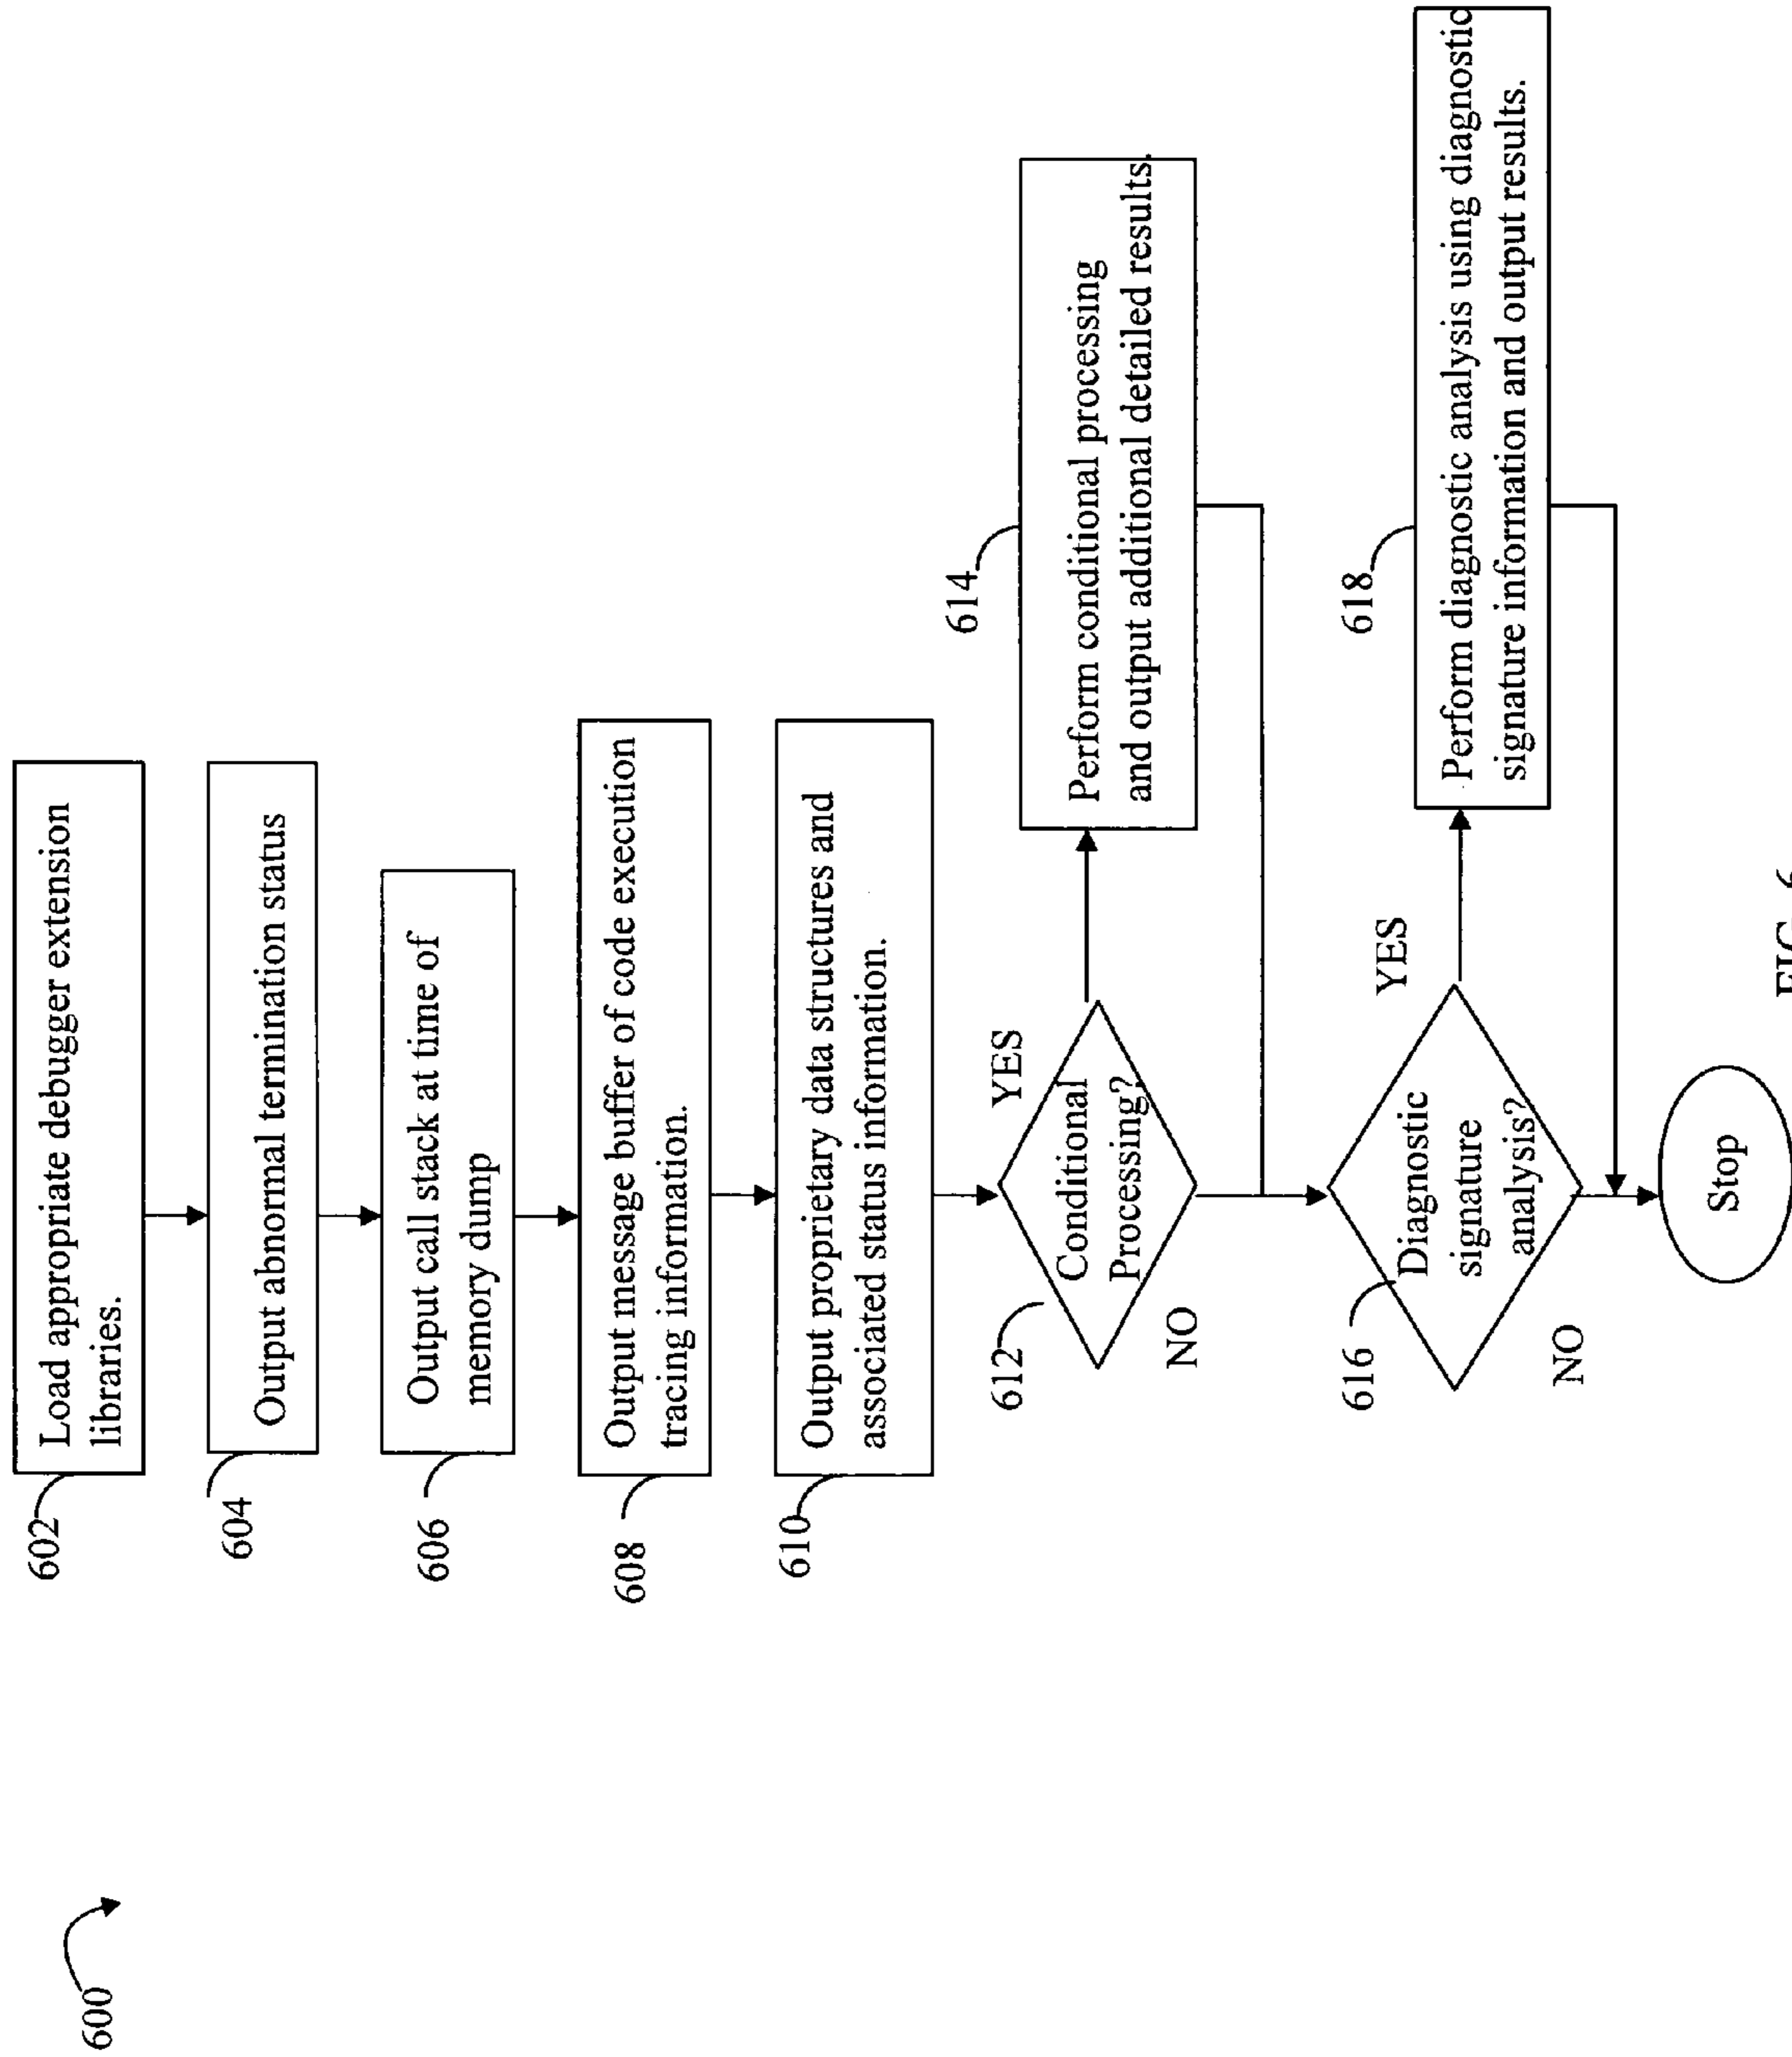 600
602
Load appropriate debugger extension
libraries.
604
Output abnormal termination status
606
Output call stack at time of
memory dump
608
Output message buffer of code execution
tracing information.
610
Output proprietary data structures and
associated status information.
612
Conditional
Processing?
YES
NO
614
Perform conditional processing
and output additional detailed results.
616
Diagnostic
signature
analysis?
YES
NO
618
Perform diagnostic analysis using diagnostic
signature information and output results.
Stop
FIG. 6